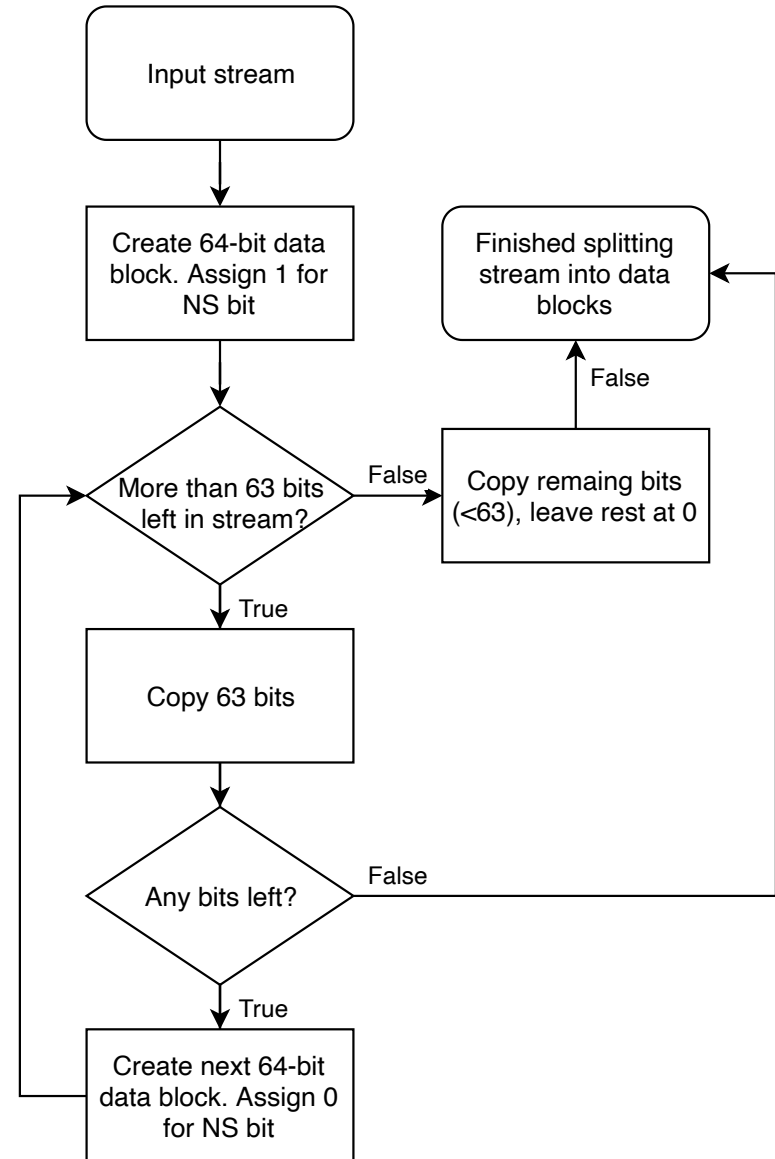 Input stream
Create 64-bit data
block. Assign 1 for
NS bit
Finished splitting
stream into data
blocks
False
More than 63 bits
left in stream?
False
Copy remaing bits
(<63), leave rest at 0
True
Copy 63 bits
Any bits left?
False
True
Create next 64-bit
data block. Assign 0
for NS bit